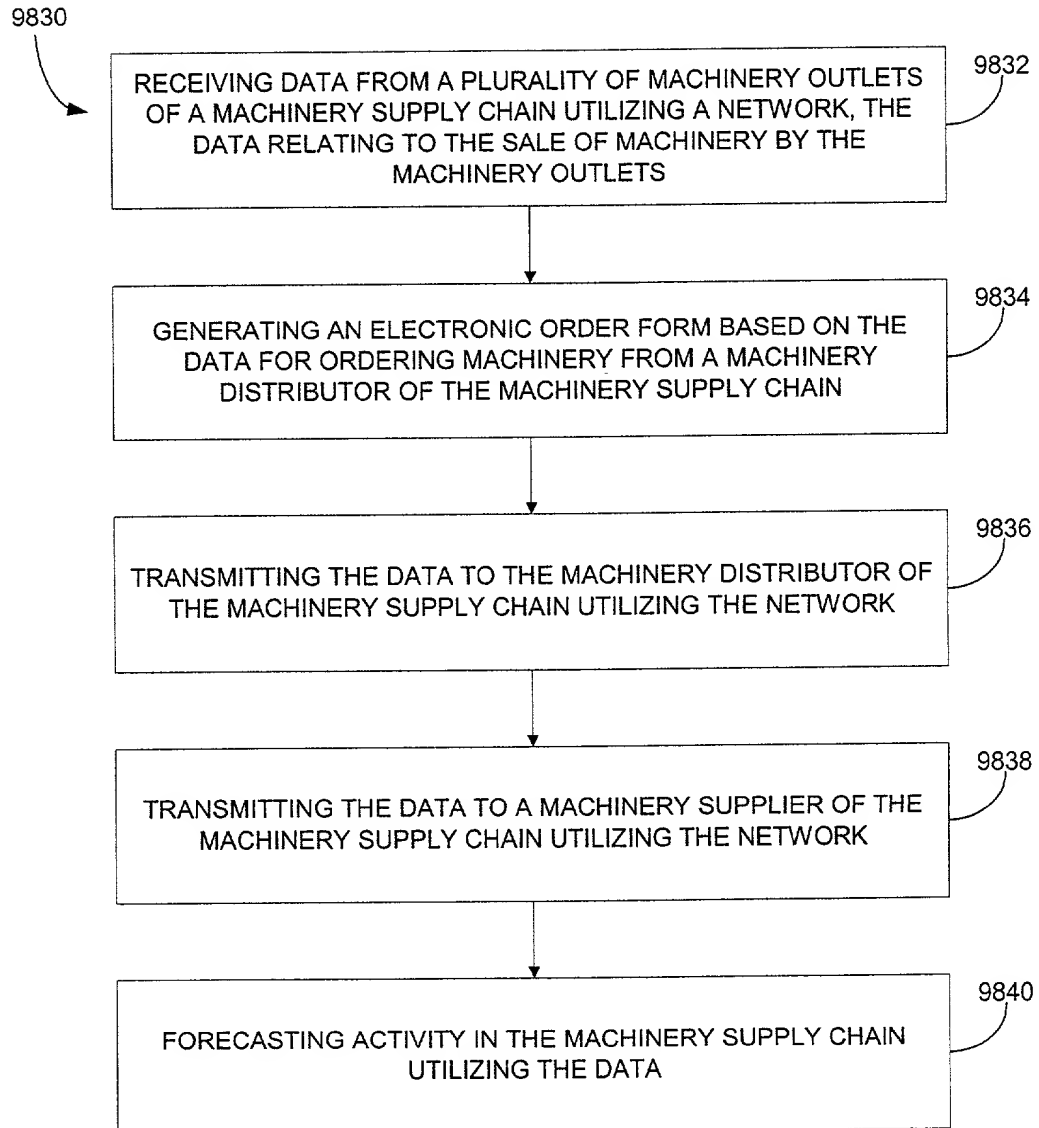 9830
RECEIVING DATA FROM A PLURALITY OF MACHINERY OUTLETS
OF A MACHINERY SUPPLY CHAIN UTILIZING A NETWORK, THE
DATA RELATING TO THE SALE OF MACHINERY BY THE
MACHINERY OUTLETS
9832
GENERATING AN ELECTRONIC ORDER FORM BASED ON THE
DATA FOR ORDERING MACHINERY FROM A MACHINERY
DISTRIBUTOR OF THE MACHINERY SUPPLY CHAIN
9834
TRANSMITTING THE DATA TO THE MACHINERY DISTRIBUTOR OF
THE MACHINERY SUPPLY CHAIN UTILIZING THE NETWORK
9836
TRANSMITTING THE DATA TO A MACHINERY SUPPLIER OF THE
MACHINERY SUPPLY CHAIN UTILIZING THE NETWORK
9838
FORECASTING ACTIVITY IN THE MACHINERY SUPPLY CHAIN
UTILIZING THE DATA
9840